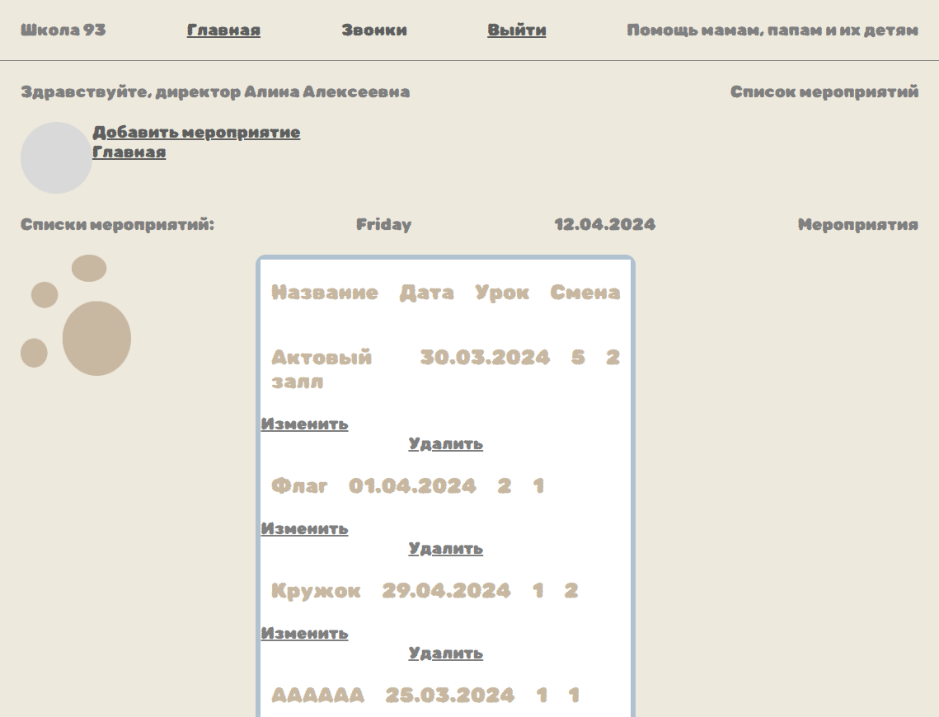 Школа 93 Главная Звонки Выйти Помощь мамам, папам и их детям
Здравствуйте, директор Алина Алексеевна Список мероприятий
Добавить мероприятие
Главная
Списки мероприятий: Friday 12.04.2024 Мероприятия
Название Дата Урок Смена
Актовый залл 30.03.2024 5 2
Изменить
Удалить
Флаг 01.04.2024 2 1
Изменить
Удалить
Кружок 29.04.2024 1 2
Изменить
Удалить
АААААА 25.03.2024 1 1